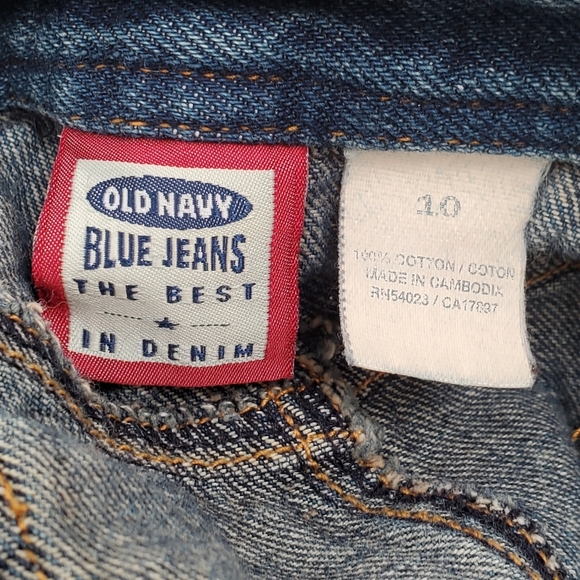 OLD NAVY
BLUE JEANS
THE BEST
IN DENIM
10
100% COTTON / COTON
MADE IN CAMBODIA
RN54023 / CA17897